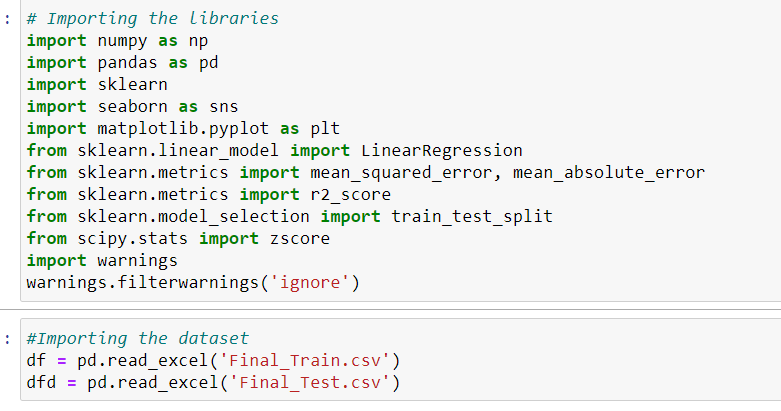 : # Importing the libraries
import numpy as np
import pandas as pd
import sklearn
import seaborn as sns
import matplotlib.pyplot as plt
from sklearn.linear_model import LinearRegression
from sklearn.metrics import mean_squared_error, mean_absolute_error
from sklearn.metrics import r2_score
from sklearn.model_selection import train_test_split
from scipy.stats import zscore
import warnings
warnings.filterwarnings('ignore')
: #Importing the dataset
df = pd.read_excel('Final_Train.csv')
dfd = pd.read_excel('Final_Test.csv')